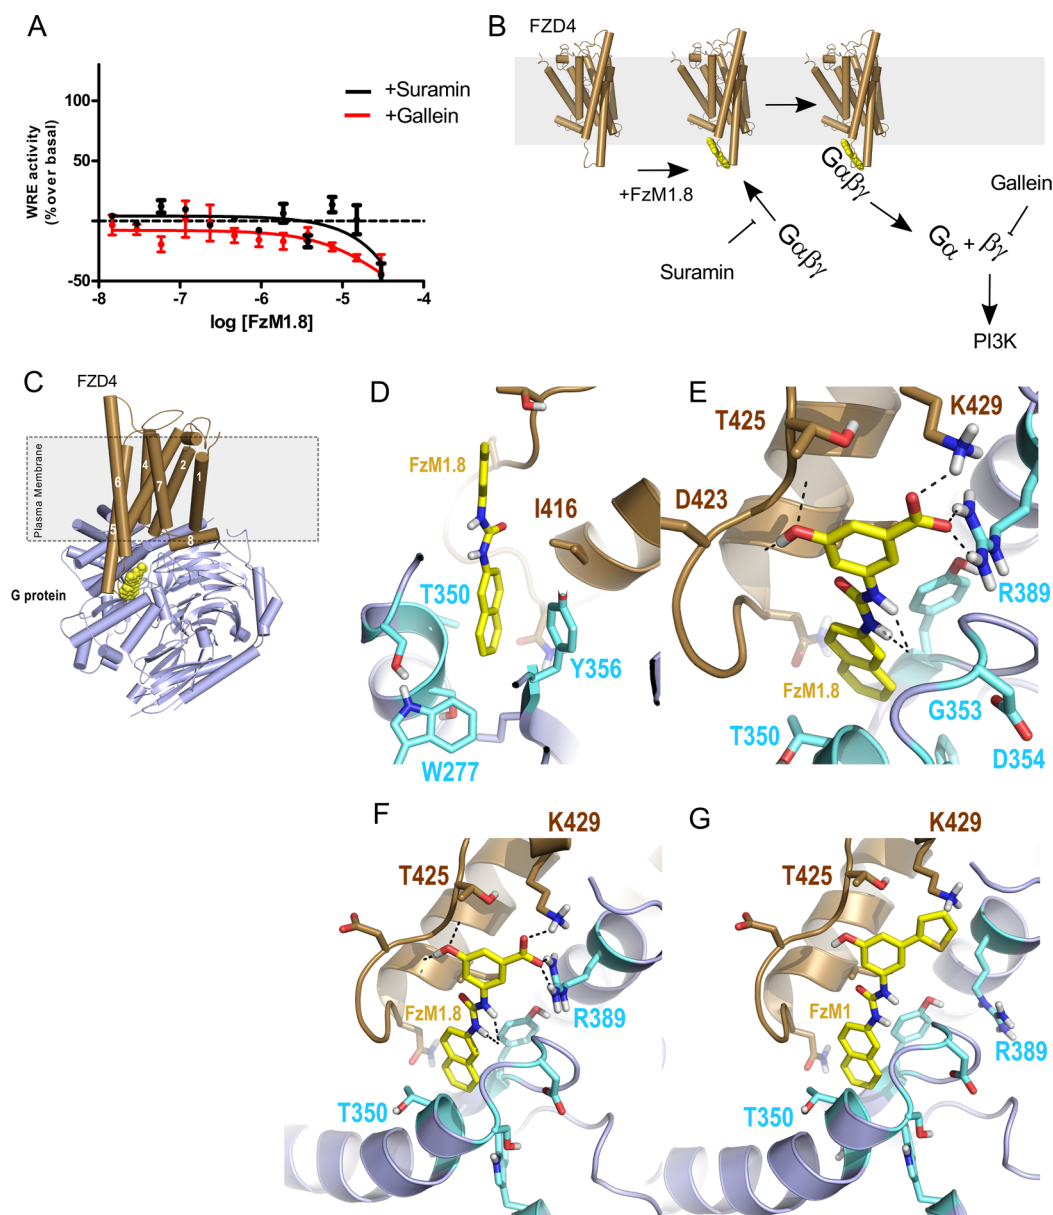 A
WRE activity
(% over basal)
100
50
0
-50
-8
-7
-6
-5
-4
log [FzM1.8]
+Suramin
+Gallein
B
FZD4
+FzM1.8
Gαβγ
Suramin
Gαβγ
Gallein
Gα + βγ
PI3K
C
FZD4
Plasma Membrane
6
4
7
2
1
5
8
G protein
D
FzM1.8
I416
T350
Y356
W277
E
T425
K429
D423
R389
FzM1.8
G353
T350
D354
F
K429
T425
FzM1.8
R389
T350
G
K429
T425
FzM1
R389
T350